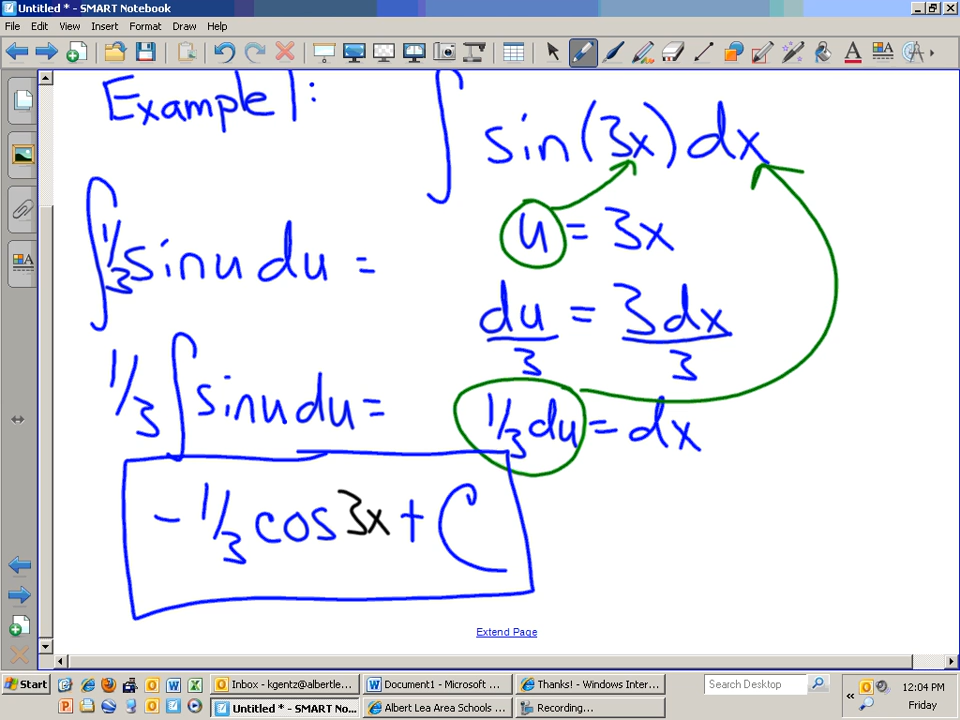 Untitled * - SMART Notebook
File Edit View Insert Format Draw Help
Example 1: ∫ sin(3x) dx
u = 3x
∫ 1/3 sin u du =
du/3 = 3dx/3
1/3 ∫ sin u du =
1/3 du = dx
- 1/3 cos 3x + C
Extend Page
Start Inbox - kgentz@albertle... Document1 - Microsoft ... Thanks! - Windows Inter... Search Desktop 12:04 PM
Untitled * - SMART No... Albert Lea Area Schools ... Recording... Friday